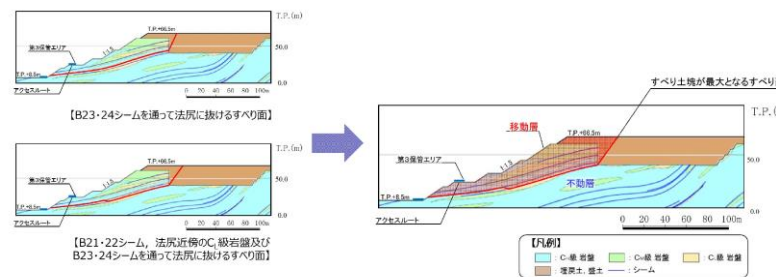 T.P.(m)
T.P.+66.5m
第3保管エリア
1:1.5
50.0
T.P.+8.5m
0.0
アクセスルート
0 20 40 60 80 100m
【B23・24シームを通って法尻に抜けるすべり面】
T.P.(m)
T.P.+66.5m
第3保管エリア
1:1.5
50.0
T.P.+8.5m
0.0
アクセスルート
0 20 40 60 80 100m
【B21・22シーム，法尻近傍のCL級岩盤及び
B23・24シームを通って法尻に抜けるすべり面】
すべり土塊が最大となるすべり面
T.P.(
移動層
T.P.+66.5m
第3保管エリア
1:1.5
50.0
不動層
T.P.+8.5m
0.0
アクセスルート
0 20 40 60 80 100m
【凡例】
：CH級 岩盤
：CM級 岩盤
：CL級 岩盤
：埋戻土，盛土
：シーム